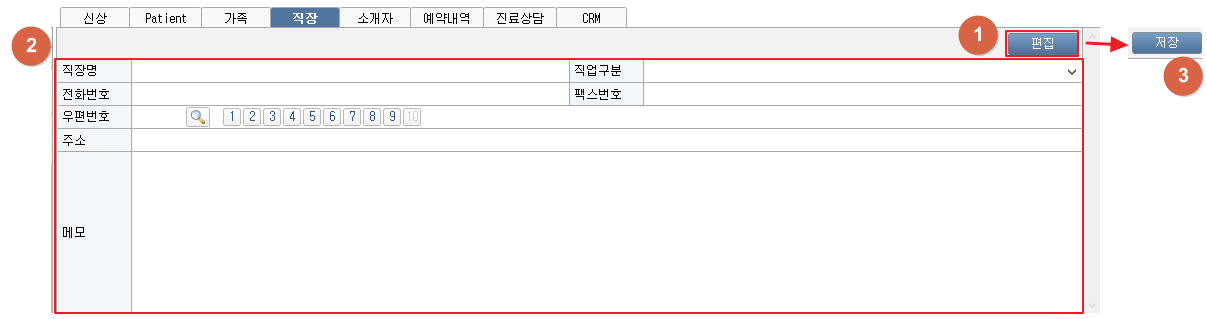 신상 Patient 가족 직장 소개자 예약내역 진료상담 CRM
1
2 편집 저장
3
직장명 직업구분
전화번호 팩스번호
우편번호 1 2 3 4 5 6 7 8 9 10
주소
메모